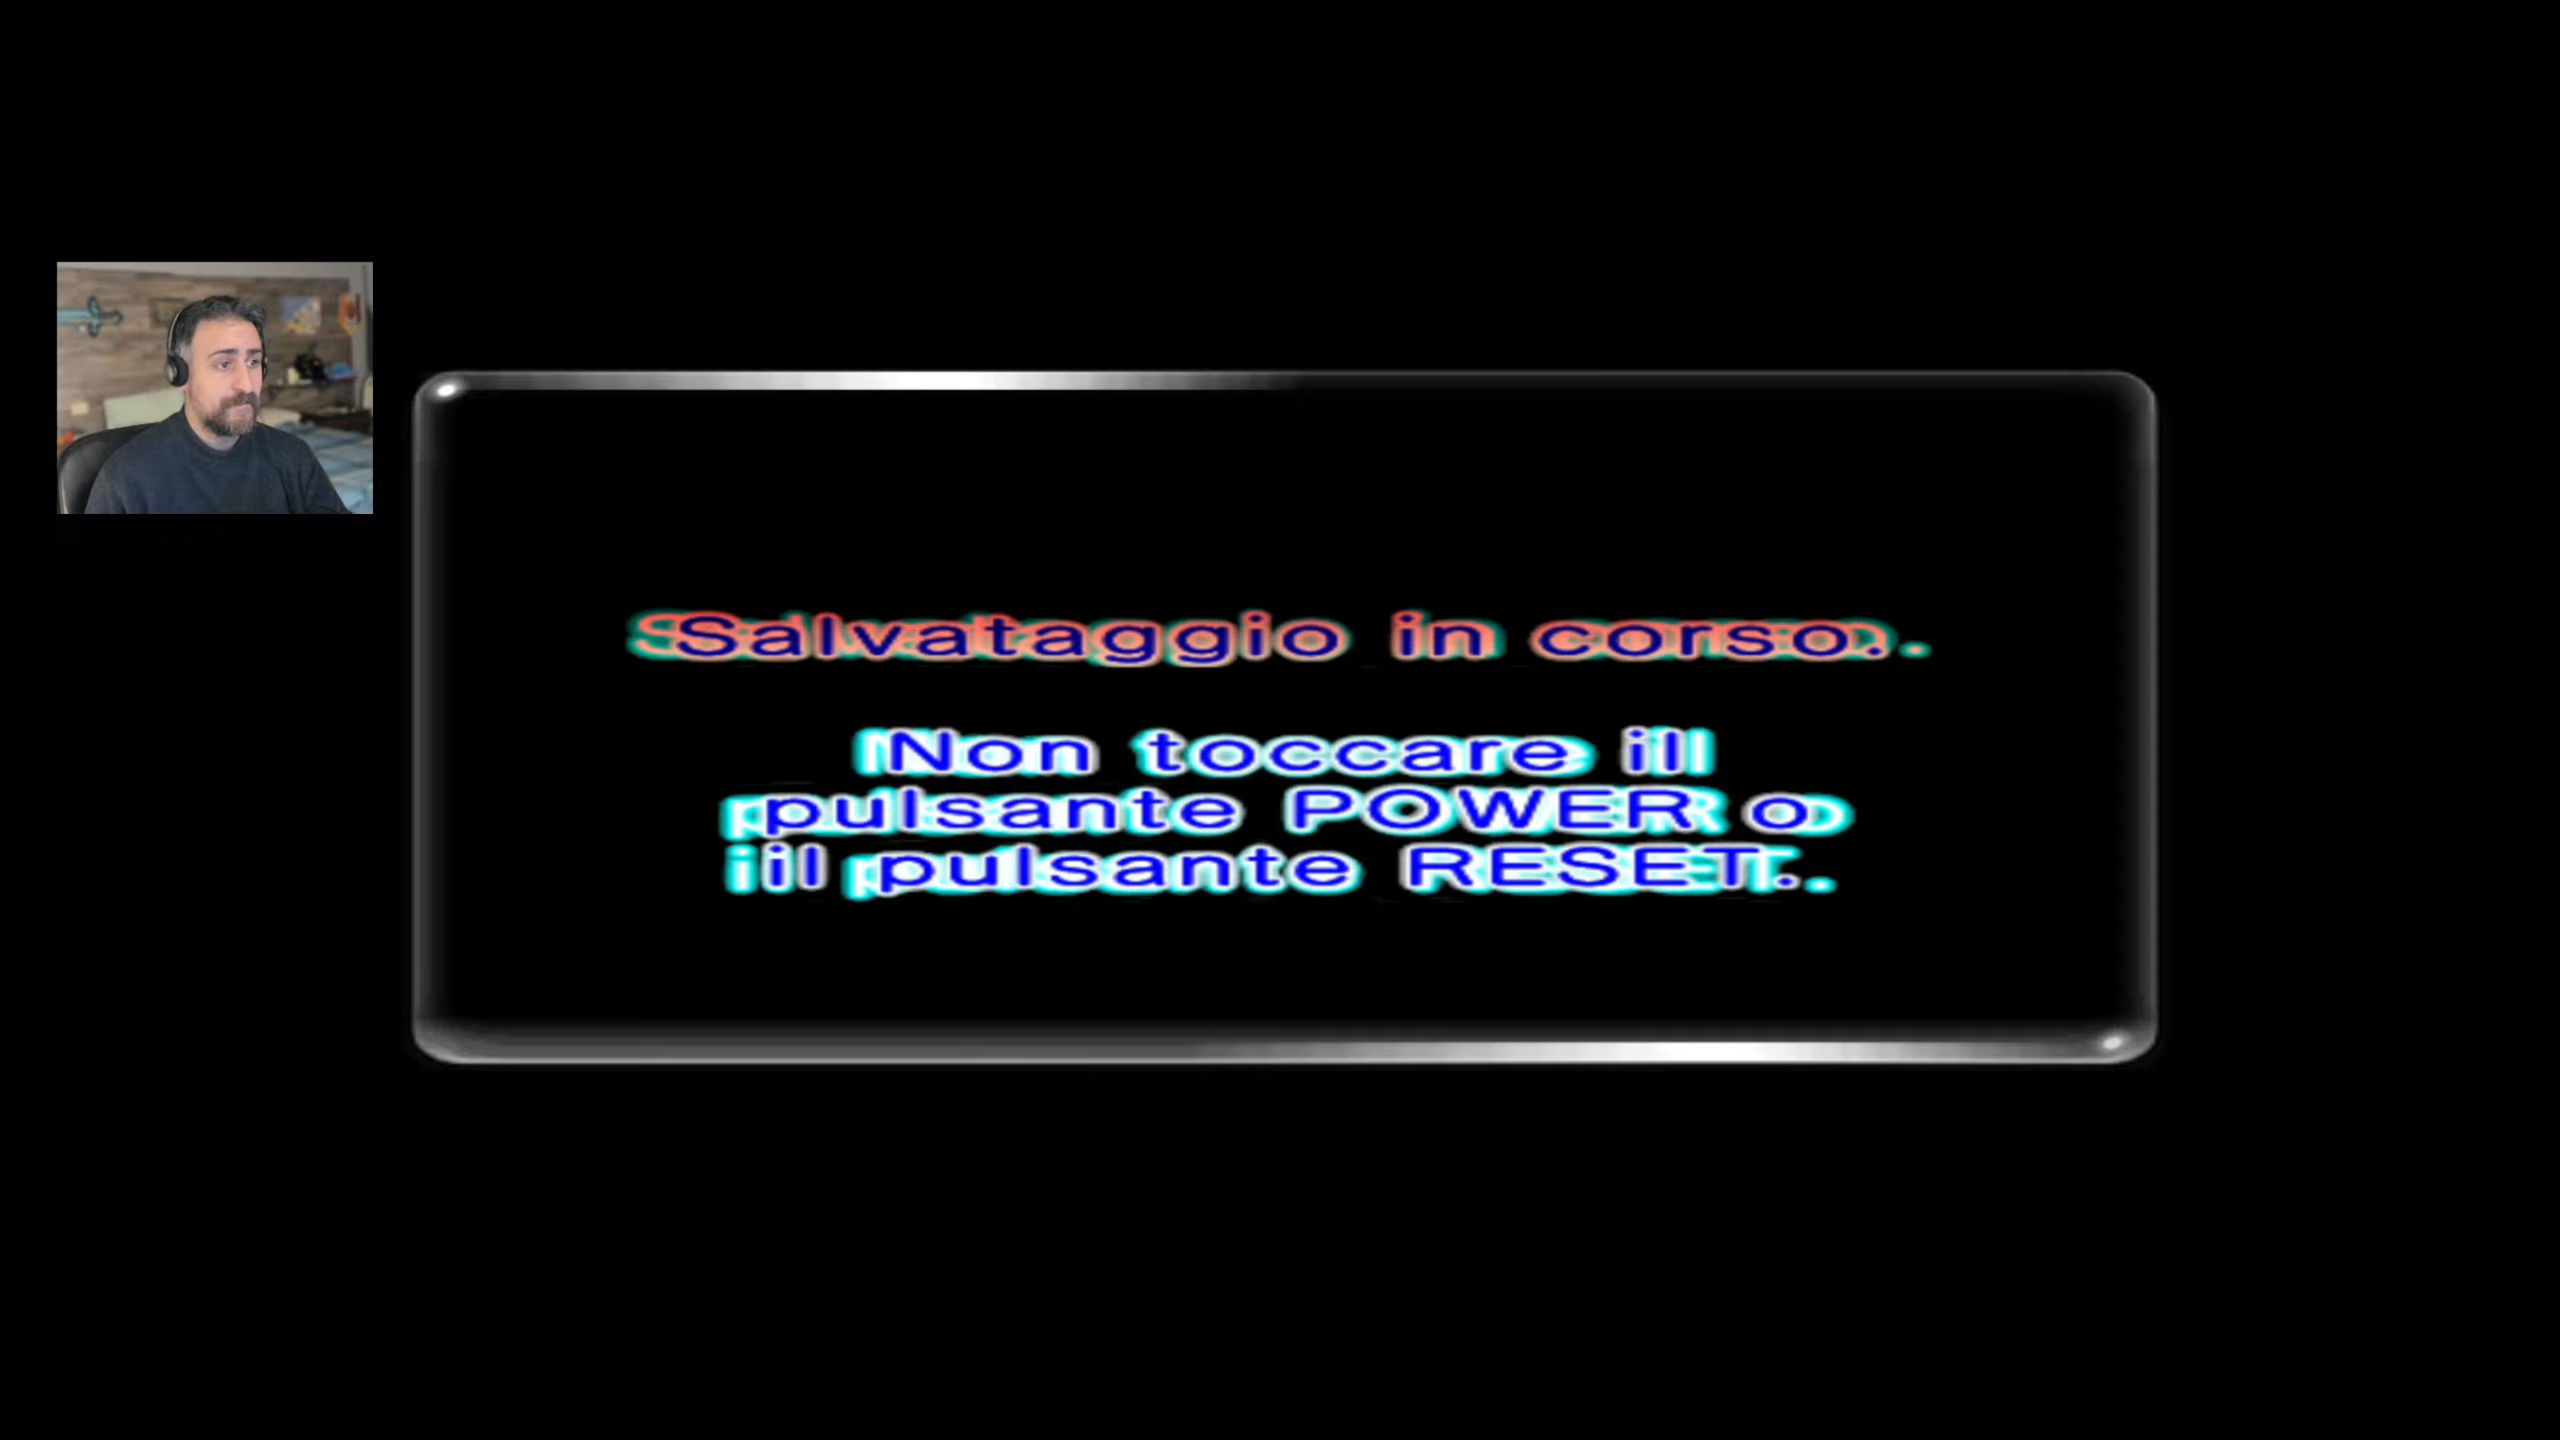 Salvataggio in corso.
Non toccare il
pulsante POWER o
il pulsante RESET.